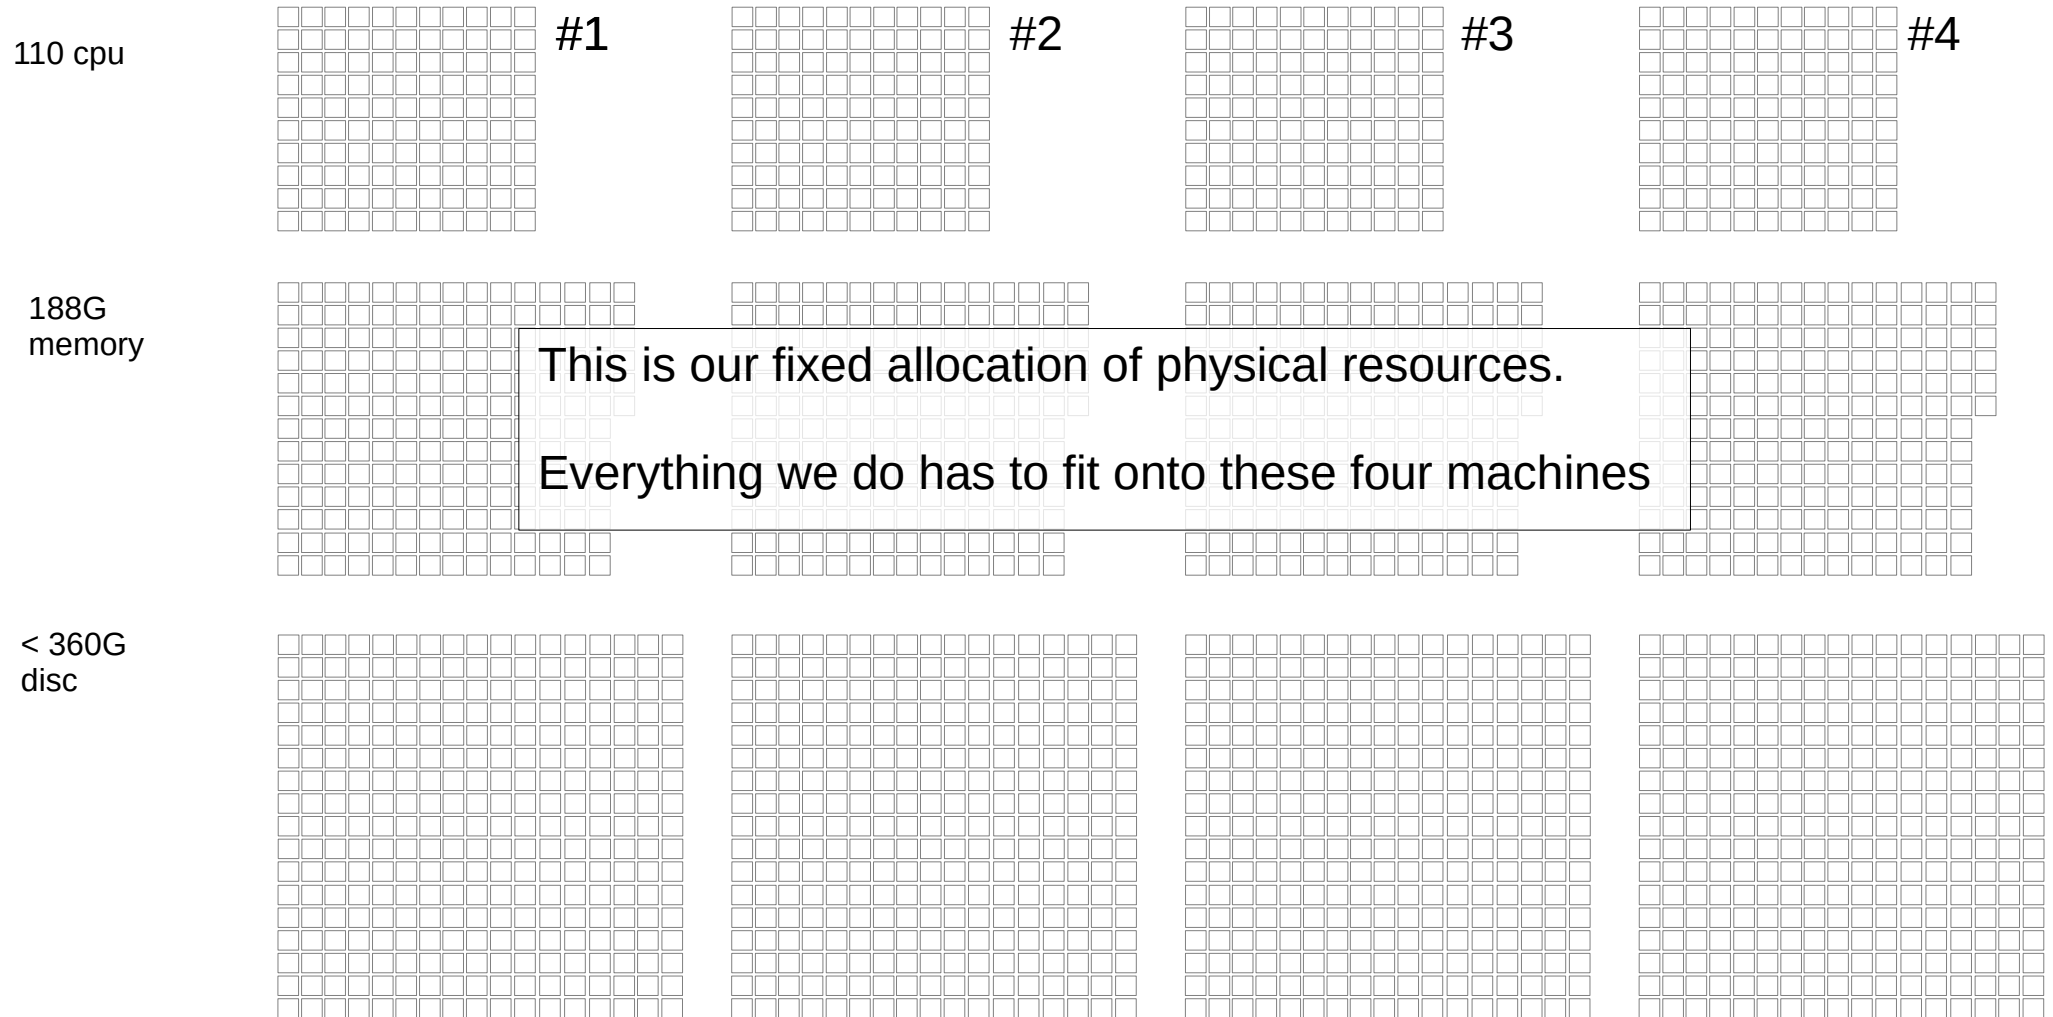 110 cpu
#1
#2
#3
#4
188G
memory
This is our fixed allocation of physical resources.
Everything we do has to fit onto these four machines
< 360G
disc